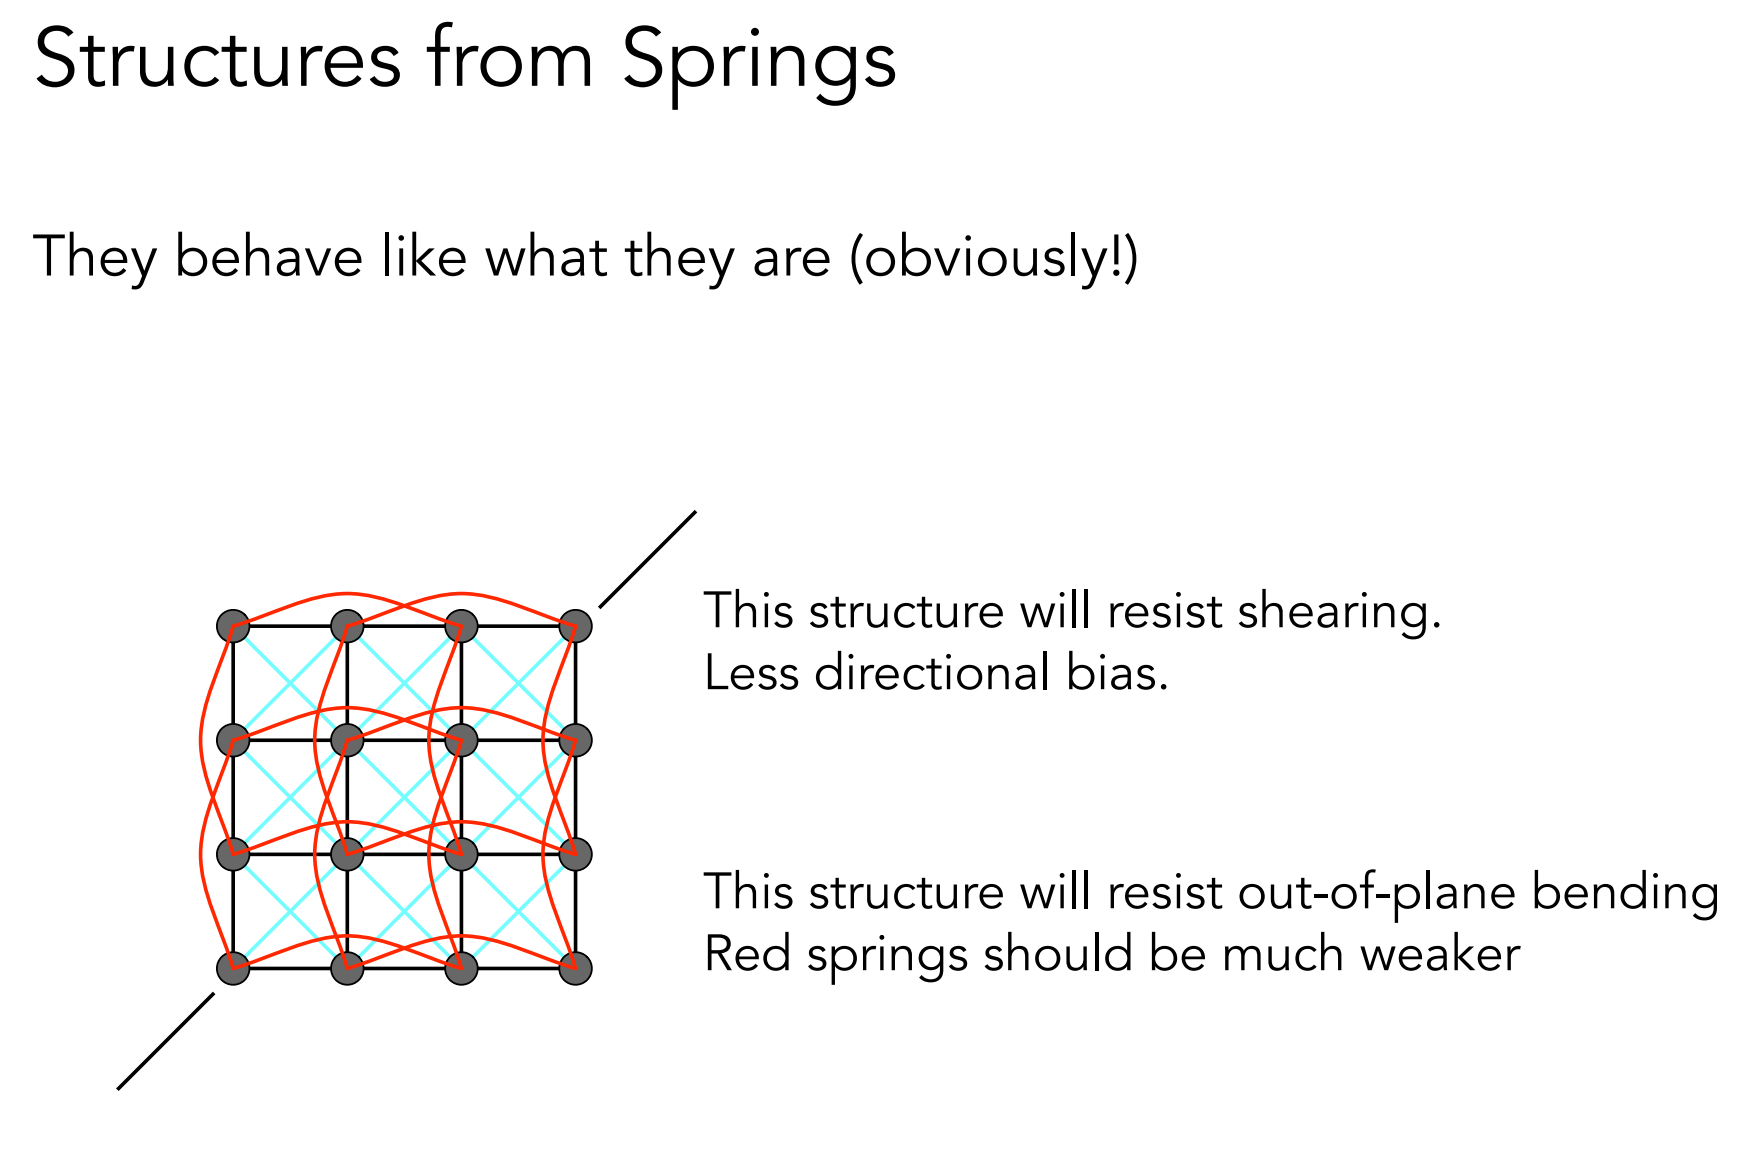 Structures from Springs
They behave like what they are (obviously!)
This structure will resist shearing.
Less directional bias.
This structure will resist out-of-plane bending
Red springs should be much weaker